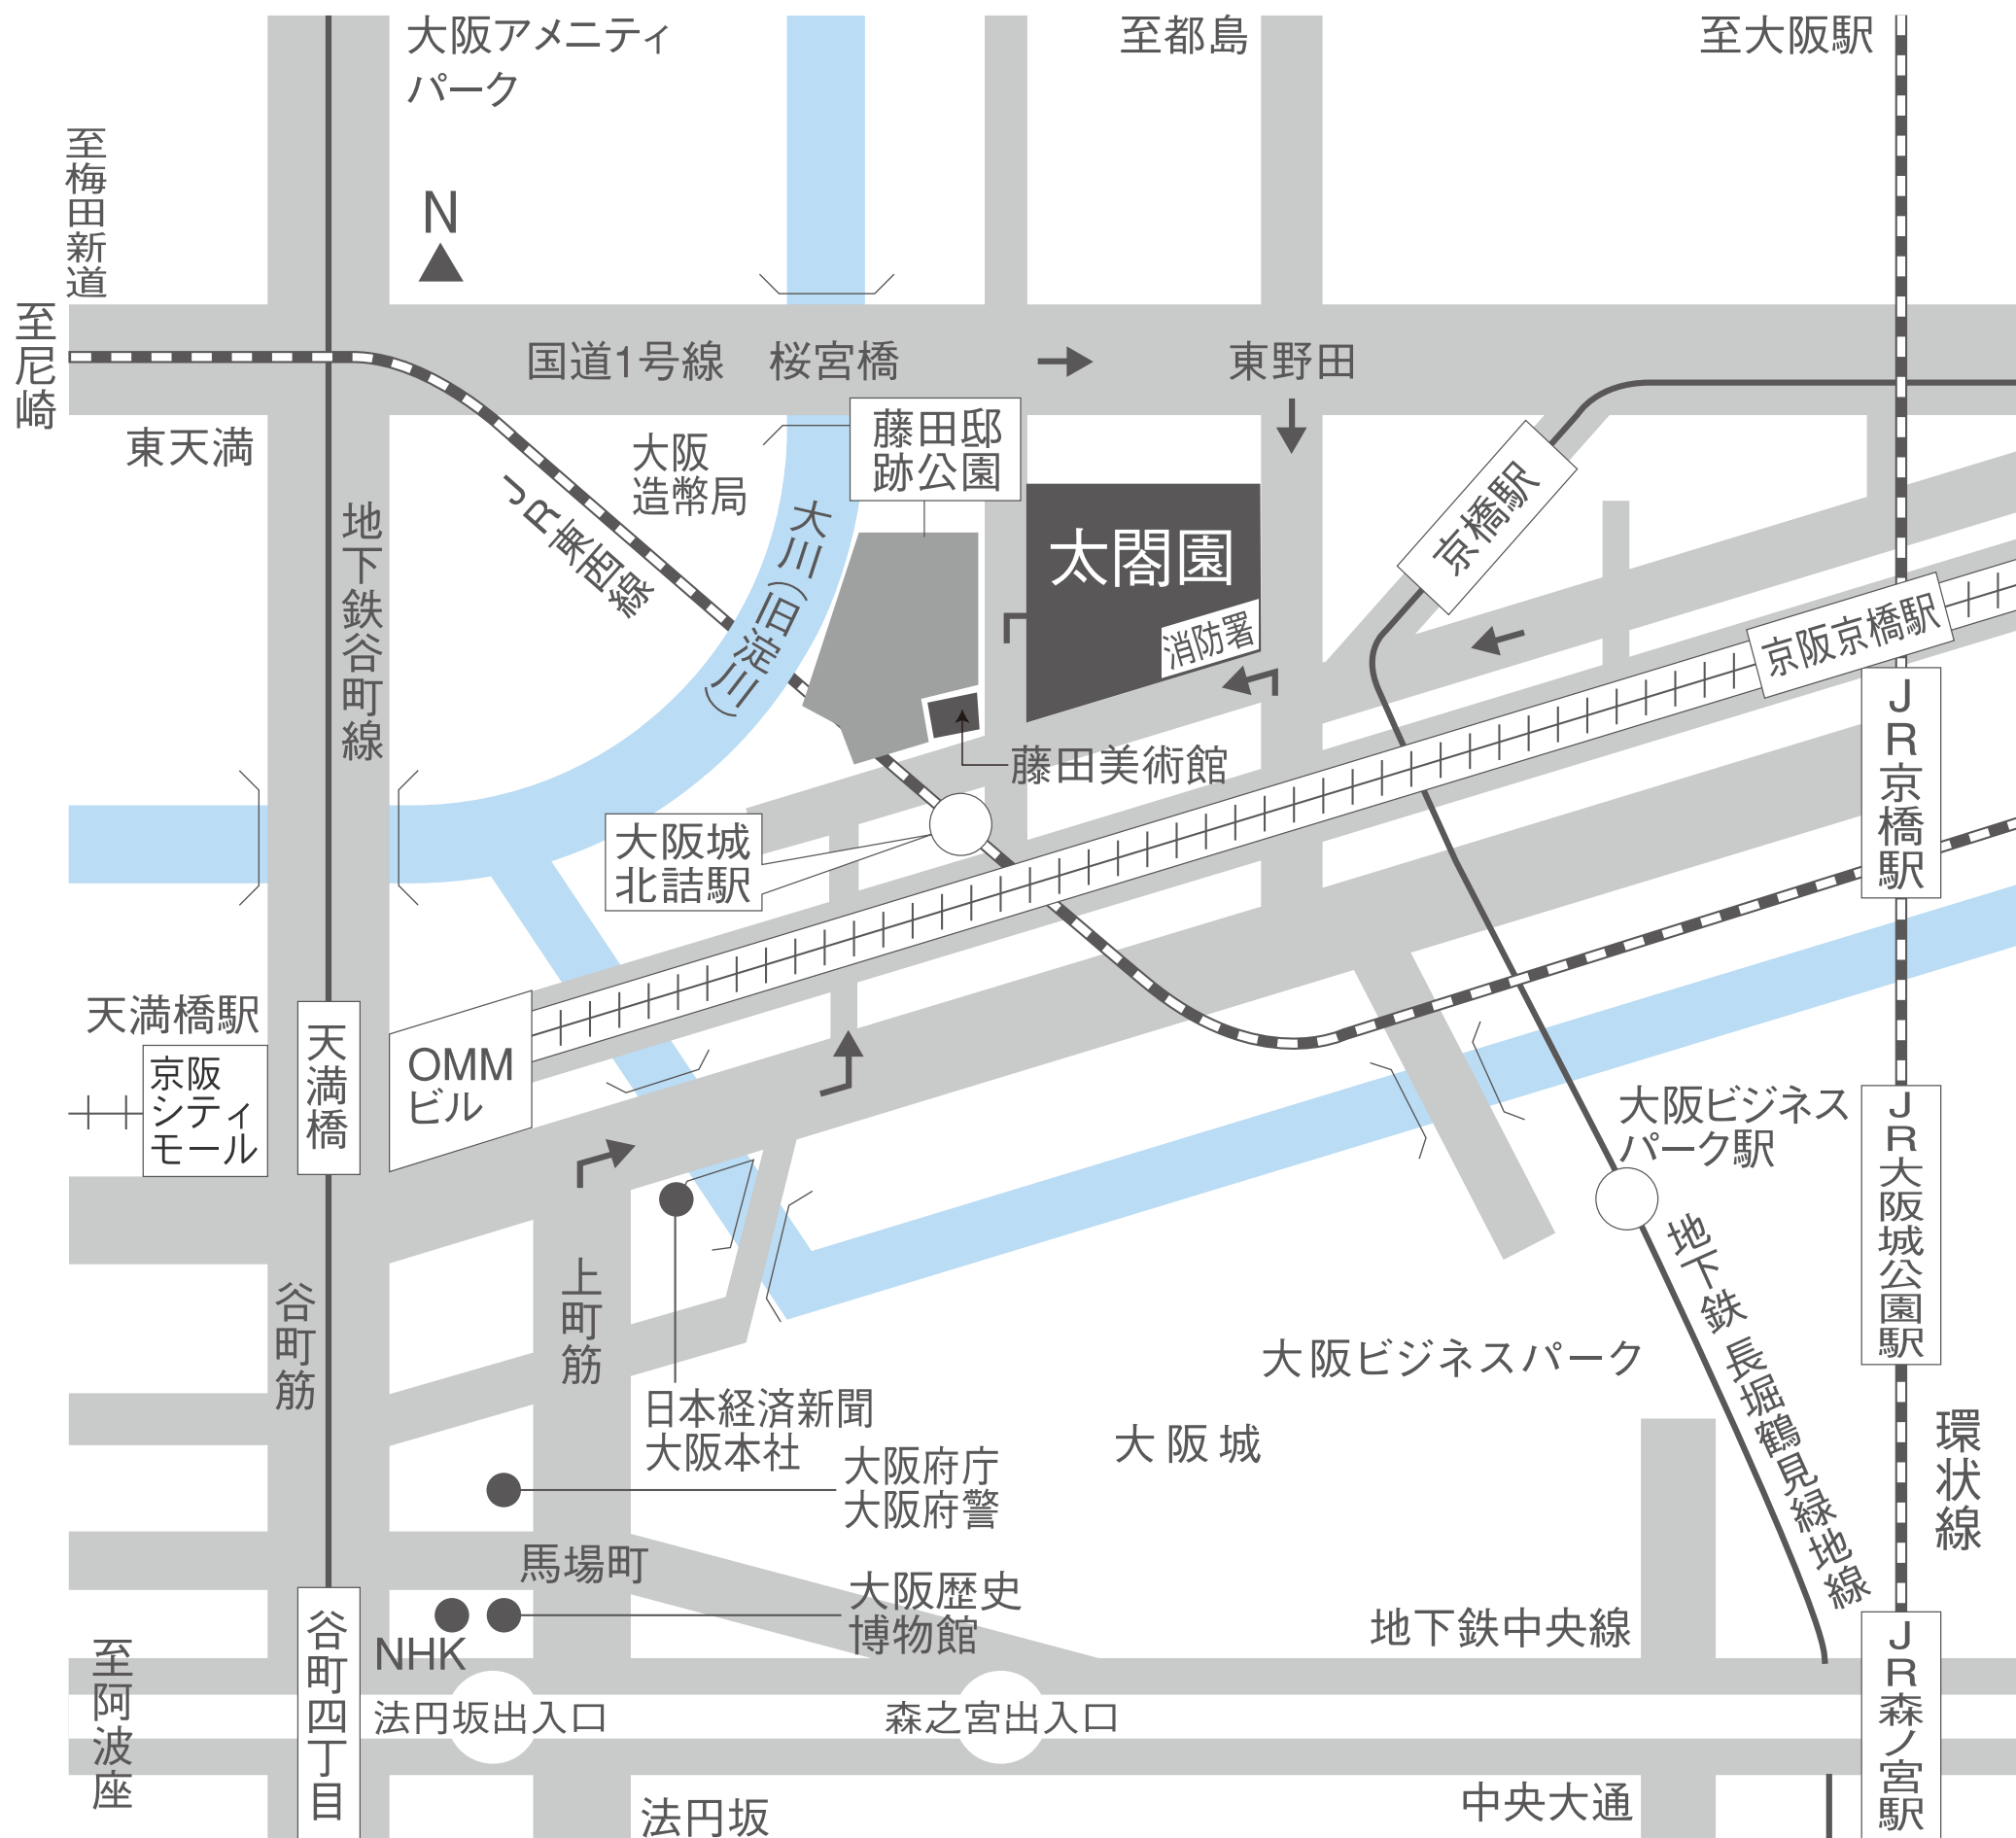 大阪アメニティ
パーク
至都島
至大阪駅
至梅田新道
N
至尼崎
国道1号線
桜宮橋
東野田
東天満
大阪
造幣局
藤田邸
跡公園
JR東西線
地下鉄谷町線
大川(旧淀川)
太閤園
消防署
京橋駅
京阪京橋駅
JR京橋駅
藤田美術館
大阪城
北詰駅
天満橋駅
京阪
シティ
モール
天満橋
OMM
ビル
大阪ビジネス
パーク駅
JR大阪城公園駅
地下鉄 長堀鶴見緑地線
谷町筋
上町筋
大阪ビジネスパーク
日本経済新聞
大阪本社
大阪城
環状線
大阪府庁
大阪府警
馬場町
大阪歴史
博物館
NHK
地下鉄中央線
至阿波座
谷町四丁目
法円坂出入口
森之宮出入口
JR森ノ宮駅
法円坂
中央大通